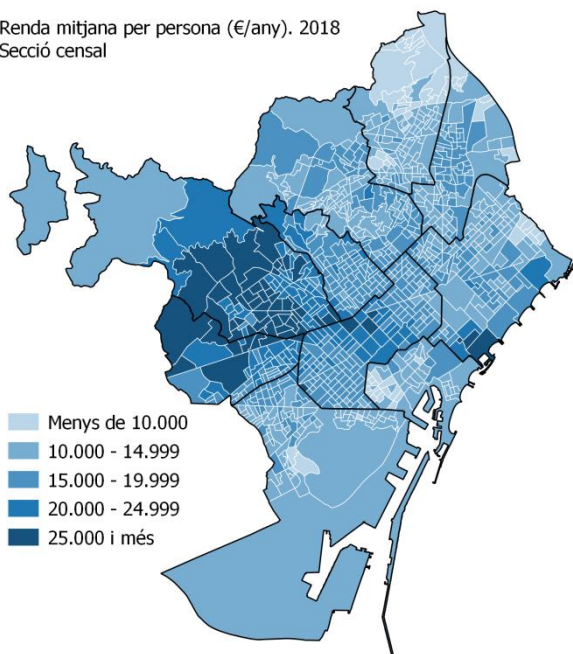 Renda mitjana per persona (€/any). 2018
Secció censal
Menys de 10.000
10.000 - 14.999
15.000 - 19.999
20.000 - 24.999
25.000 i més